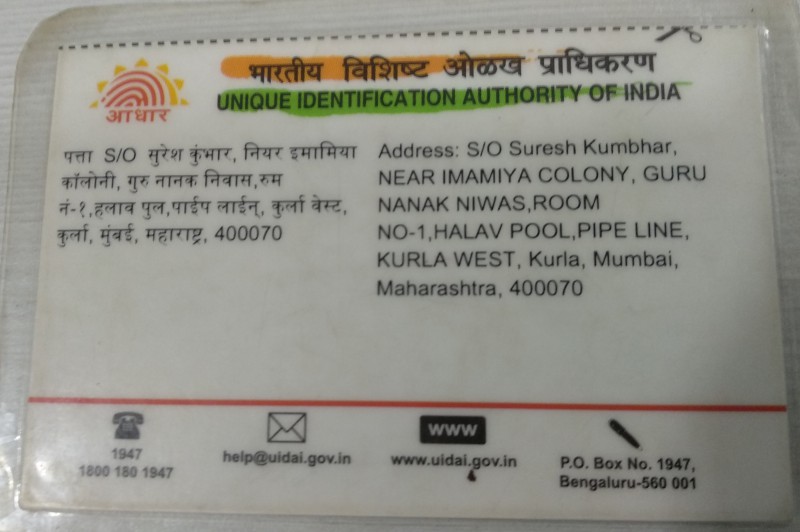 भारतीय विशिष्ट ओळख प्राधिकरण
UNIQUE IDENTIFICATION AUTHORITY OF INDIA
आधार
पत्ता S/O सुरेश कुंभार, नियर इमामिया
कॉलोनी, गुरु नानक निवास,रुम
नं-१,हलाव पुल,पाईप लाईन, कुर्ला वेस्ट,
कुर्ला, मुंबई, महाराष्ट्र, 400070
Address: S/O Suresh Kumbhar,
NEAR IMAMIYA COLONY, GURU
NANAK NIWAS,ROOM
NO-1,HALAV POOL,PIPE LINE,
KURLA WEST, Kurla, Mumbai,
Maharashtra, 400070
1947
1800 180 1947
help@uidai.gov.in
www
www.uidai.gov.in
P.O. Box No. 1947,
Bengaluru-560 001